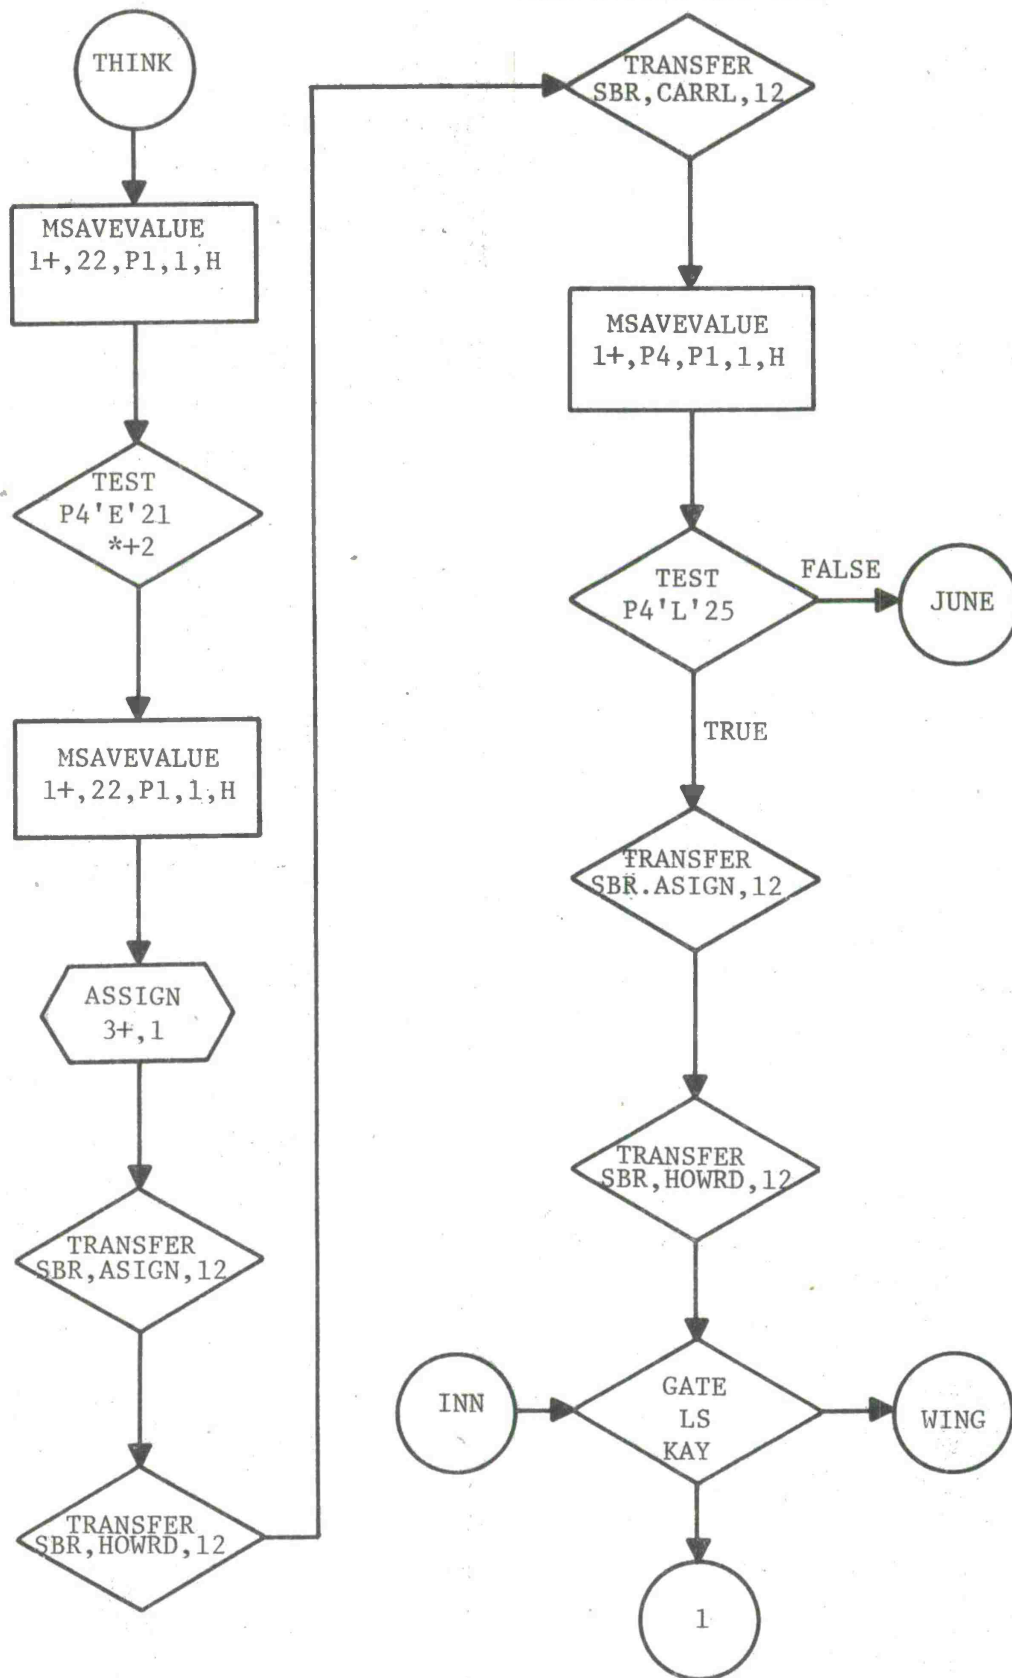 THINK
MSAVEVALUE
1+,22,P1,1,H
TEST
P4'E'21
*+2
MSAVEVALUE
1+,22,P1,1,H
ASSIGN
3+,1
TRANSFER
SBR,ASIGN,12
TRANSFER
SBR,HOWRD,12
TRANSFER
SBR,CARRL,12
MSAVEVALUE
1+,P4,P1,1,H
TEST
P4'L'25
FALSE
JUNE
TRUE
TRANSFER
SBR.ASIGN,12
TRANSFER
SBR,HOWRD,12
INN
GATE
LS
KAY
WING
1